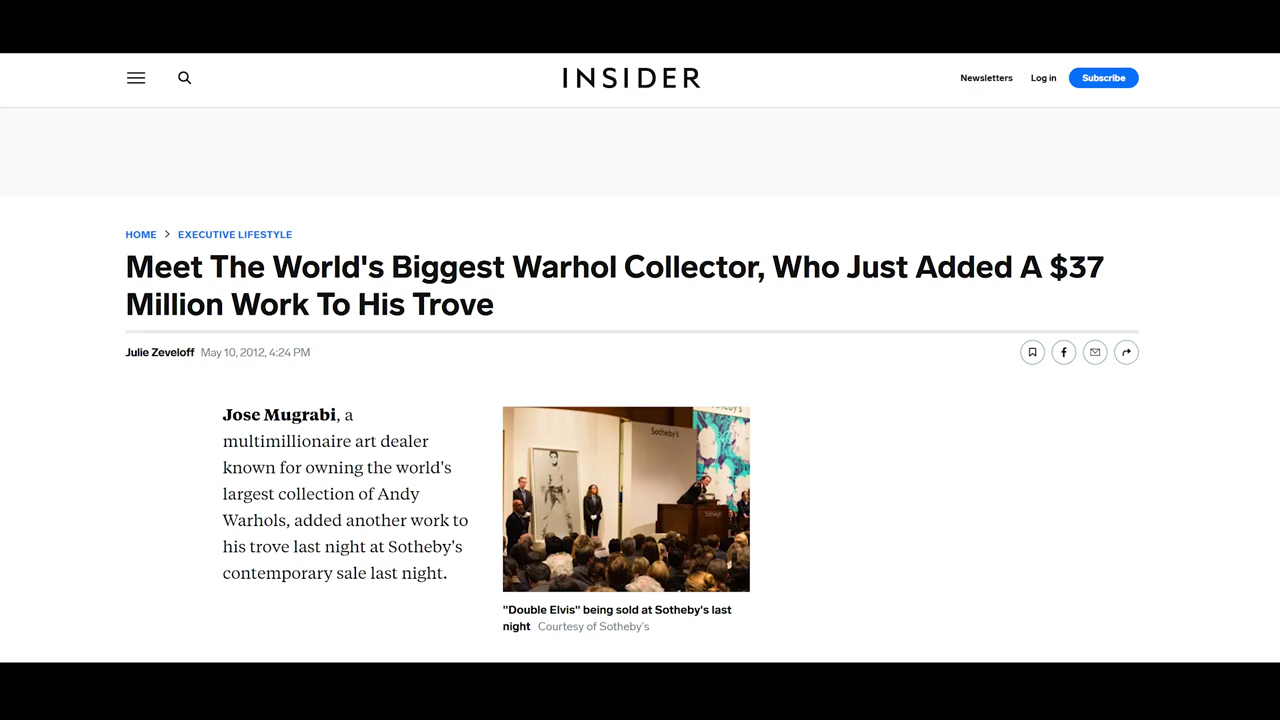 INSIDER
Newsletters
Log in
Subscribe
HOME > EXECUTIVE LIFESTYLE
Meet The World's Biggest Warhol Collector, Who Just Added A $37
Million Work To His Trove
Julie Zeveloff May 10, 2012, 4:24 PM
Jose Mugrabi, a
multimillionaire art dealer
known for owning the world's
largest collection of Andy
Warhols, added another work to
his trove last night at Sotheby's
contemporary sale last night.
Sotheby's
"Double Elvis" being sold at Sotheby's last
night Courtesy of Sotheby's